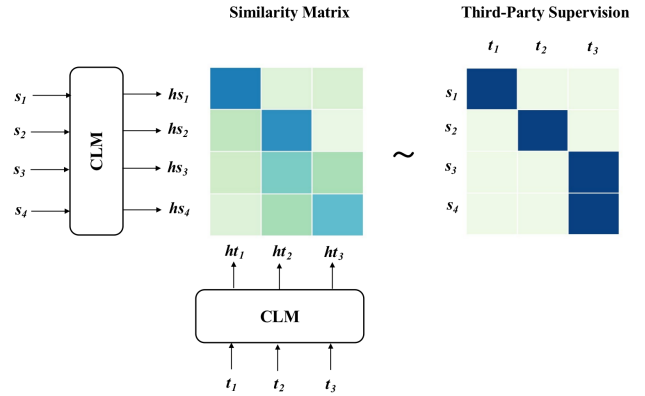 Similarity Matrix
Third-Party Supervision
t1 t2 t3
s1
s2
s3
s4
CLM
hs1
hs2
hs3
hs4
~
s1
s2
s3
s4
ht1 ht2 ht3
CLM
t1 t2 t3